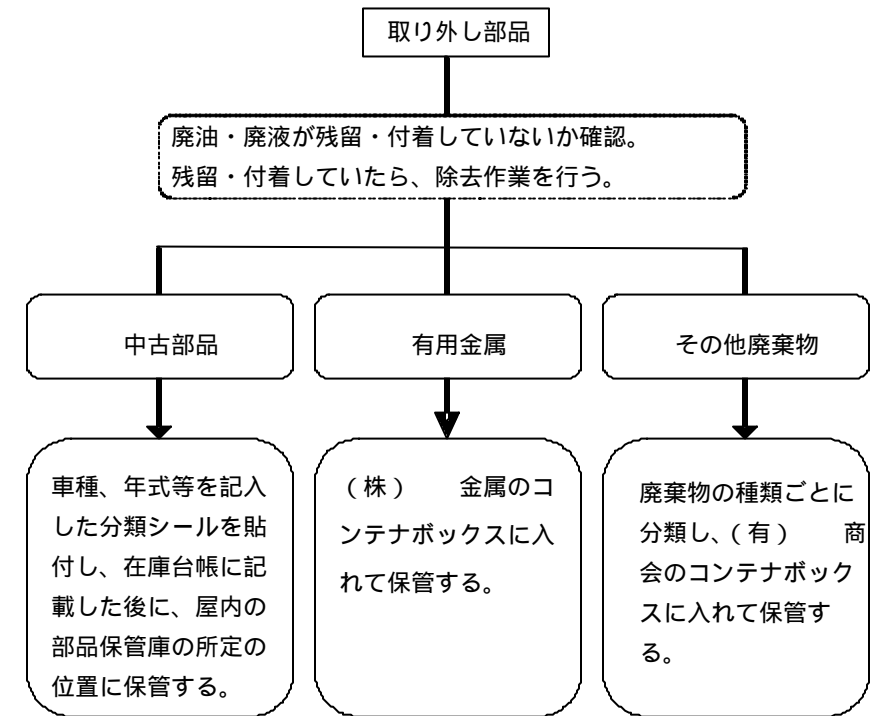 取り外し部品
廃油・廃液が残留・付着していないか確認。
残留・付着していたら、除去作業を行う。
中古部品
有用金属
その他廃棄物
車種、年式等を記入
した分類シールを貼
付し、在庫台帳に記
載した後に、屋内の
部品保管庫の所定の
位置に保管する。
(株)　　金属のコ
ンテナボックスに入
れて保管する。
廃棄物の種類ごとに
分類し、(有)　　商
会のコンテナボック
スに入れて保管す
る。